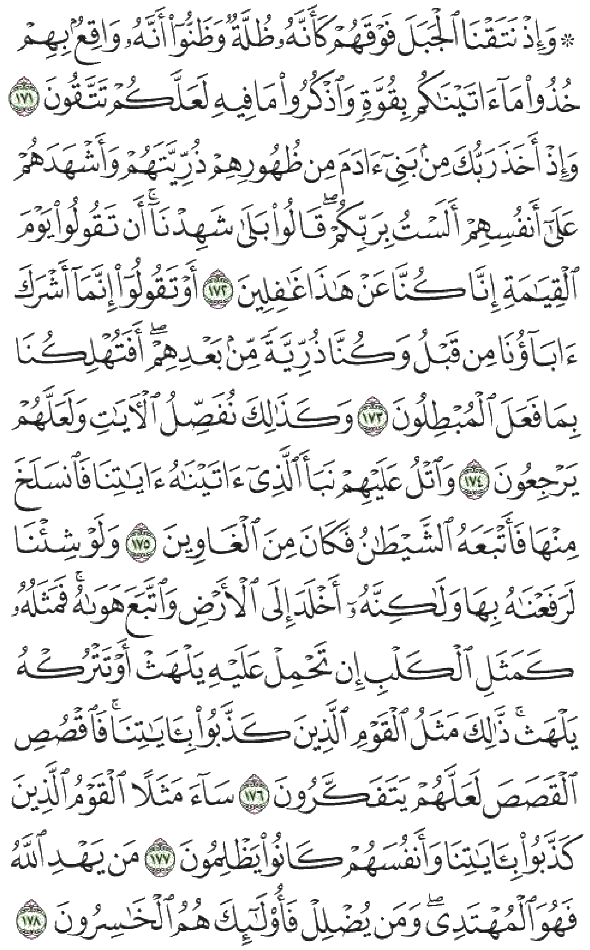 ۞ وَإِذْ نَتَقْنَا ٱلْجَبَلَ فَوْقَهُمْ كَأَنَّهُۥ ظُلَّةٌ وَظَنُّوٓا۟ أَنَّهُۥ وَاقِعٌۢ بِهِمْ
خُذُوا۟ مَآ ءَاتَيْنَٰكُم بِقُوَّةٍ وَٱذْكُرُوا۟ مَا فِيهِ لَعَلَّكُمْ تَتَّقُونَ ١٧١
وَإِذْ أَخَذَ رَبُّكَ مِنۢ بَنِىٓ ءَادَمَ مِن ظُهُورِهِمْ ذُرِّيَّتَهُمْ وَأَشْهَدَهُمْ
عَلَىٰٓ أَنفُسِهِمْ أَلَسْتُ بِرَبِّكُمْ ۖ قَالُوا۟ بَلَىٰ شَهِدْنَآ ۛ أَن تَقُولُوا۟ يَوْمَ
ٱلْقِيَٰمَةِ إِنَّا كُنَّا عَنْ هَٰذَا غَٰفِلِينَ ١٧٢ أَوْ تَقُولُوٓا۟ إِنَّمَآ أَشْرَكَ
ءَابَآؤُنَا مِن قَبْلُ وَكُنَّا ذُرِّيَّةً مِّنۢ بَعْدِهِمْ ۖ أَفَتُهْلِكُنَا
بِمَا فَعَلَ ٱلْمُبْطِلُونَ ١٧٣ وَكَذَٰلِكَ نُفَصِّلُ ٱلْءَايَٰتِ وَلَعَلَّهُمْ
يَرْجِعُونَ ١٧٤ وَٱتْلُ عَلَيْهِمْ نَبَأَ ٱلَّذِىٓ ءَاتَيْنَٰهُ ءَايَٰتِنَا فَٱنسَلَخَ
مِنْهَا فَأَتْبَعَهُ ٱلشَّيْطَٰنُ فَكَانَ مِنَ ٱلْغَاوِينَ ١٧٥ وَلَوْ شِئْنَا
لَرَفَعْنَٰهُ بِهَا وَلَٰكِنَّهُۥٓ أَخْلَدَ إِلَى ٱلْأَرْضِ وَٱتَّبَعَ هَوَىٰهُ ۚ فَمَثَلُهُۥ
كَمَثَلِ ٱلْكَلْبِ إِن تَحْمِلْ عَلَيْهِ يَلْهَثْ أَوْ تَتْرُكْهُ
يَلْهَث ۚ ذَّٰلِكَ مَثَلُ ٱلْقَوْمِ ٱلَّذِينَ كَذَّبُوا۟ بِـَٔايَٰتِنَا ۚ فَٱقْصُصِ
ٱلْقَصَصَ لَعَلَّهُمْ يَتَفَكَّرُونَ ١٧٦ سَآءَ مَثَلًا ٱلْقَوْمُ ٱلَّذِينَ
كَذَّبُوا۟ بِـَٔايَٰتِنَا وَأَنفُسَهُمْ كَانُوا۟ يَظْلِمُونَ ١٧٧ مَن يَهْدِ ٱللَّهُ
فَهُوَ ٱلْمُهْتَدِى ۖ وَمَن يُضْلِلْ فَأُو۟لَٰٓئِكَ هُمُ ٱلْخَٰسِرُونَ ١٧٨